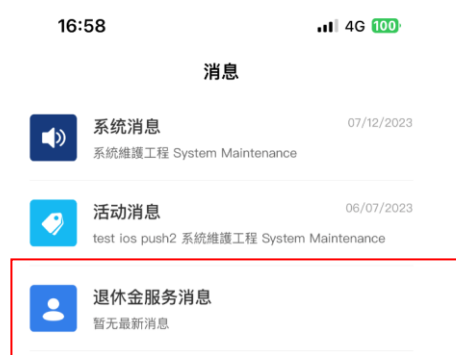 16:58 4G 100
消息
系统消息 07/12/2023
系統維護工程 System Maintenance
活动消息 06/07/2023
test ios push2 系統維護工程 System Maintenance
退休金服务消息
暂无最新消息